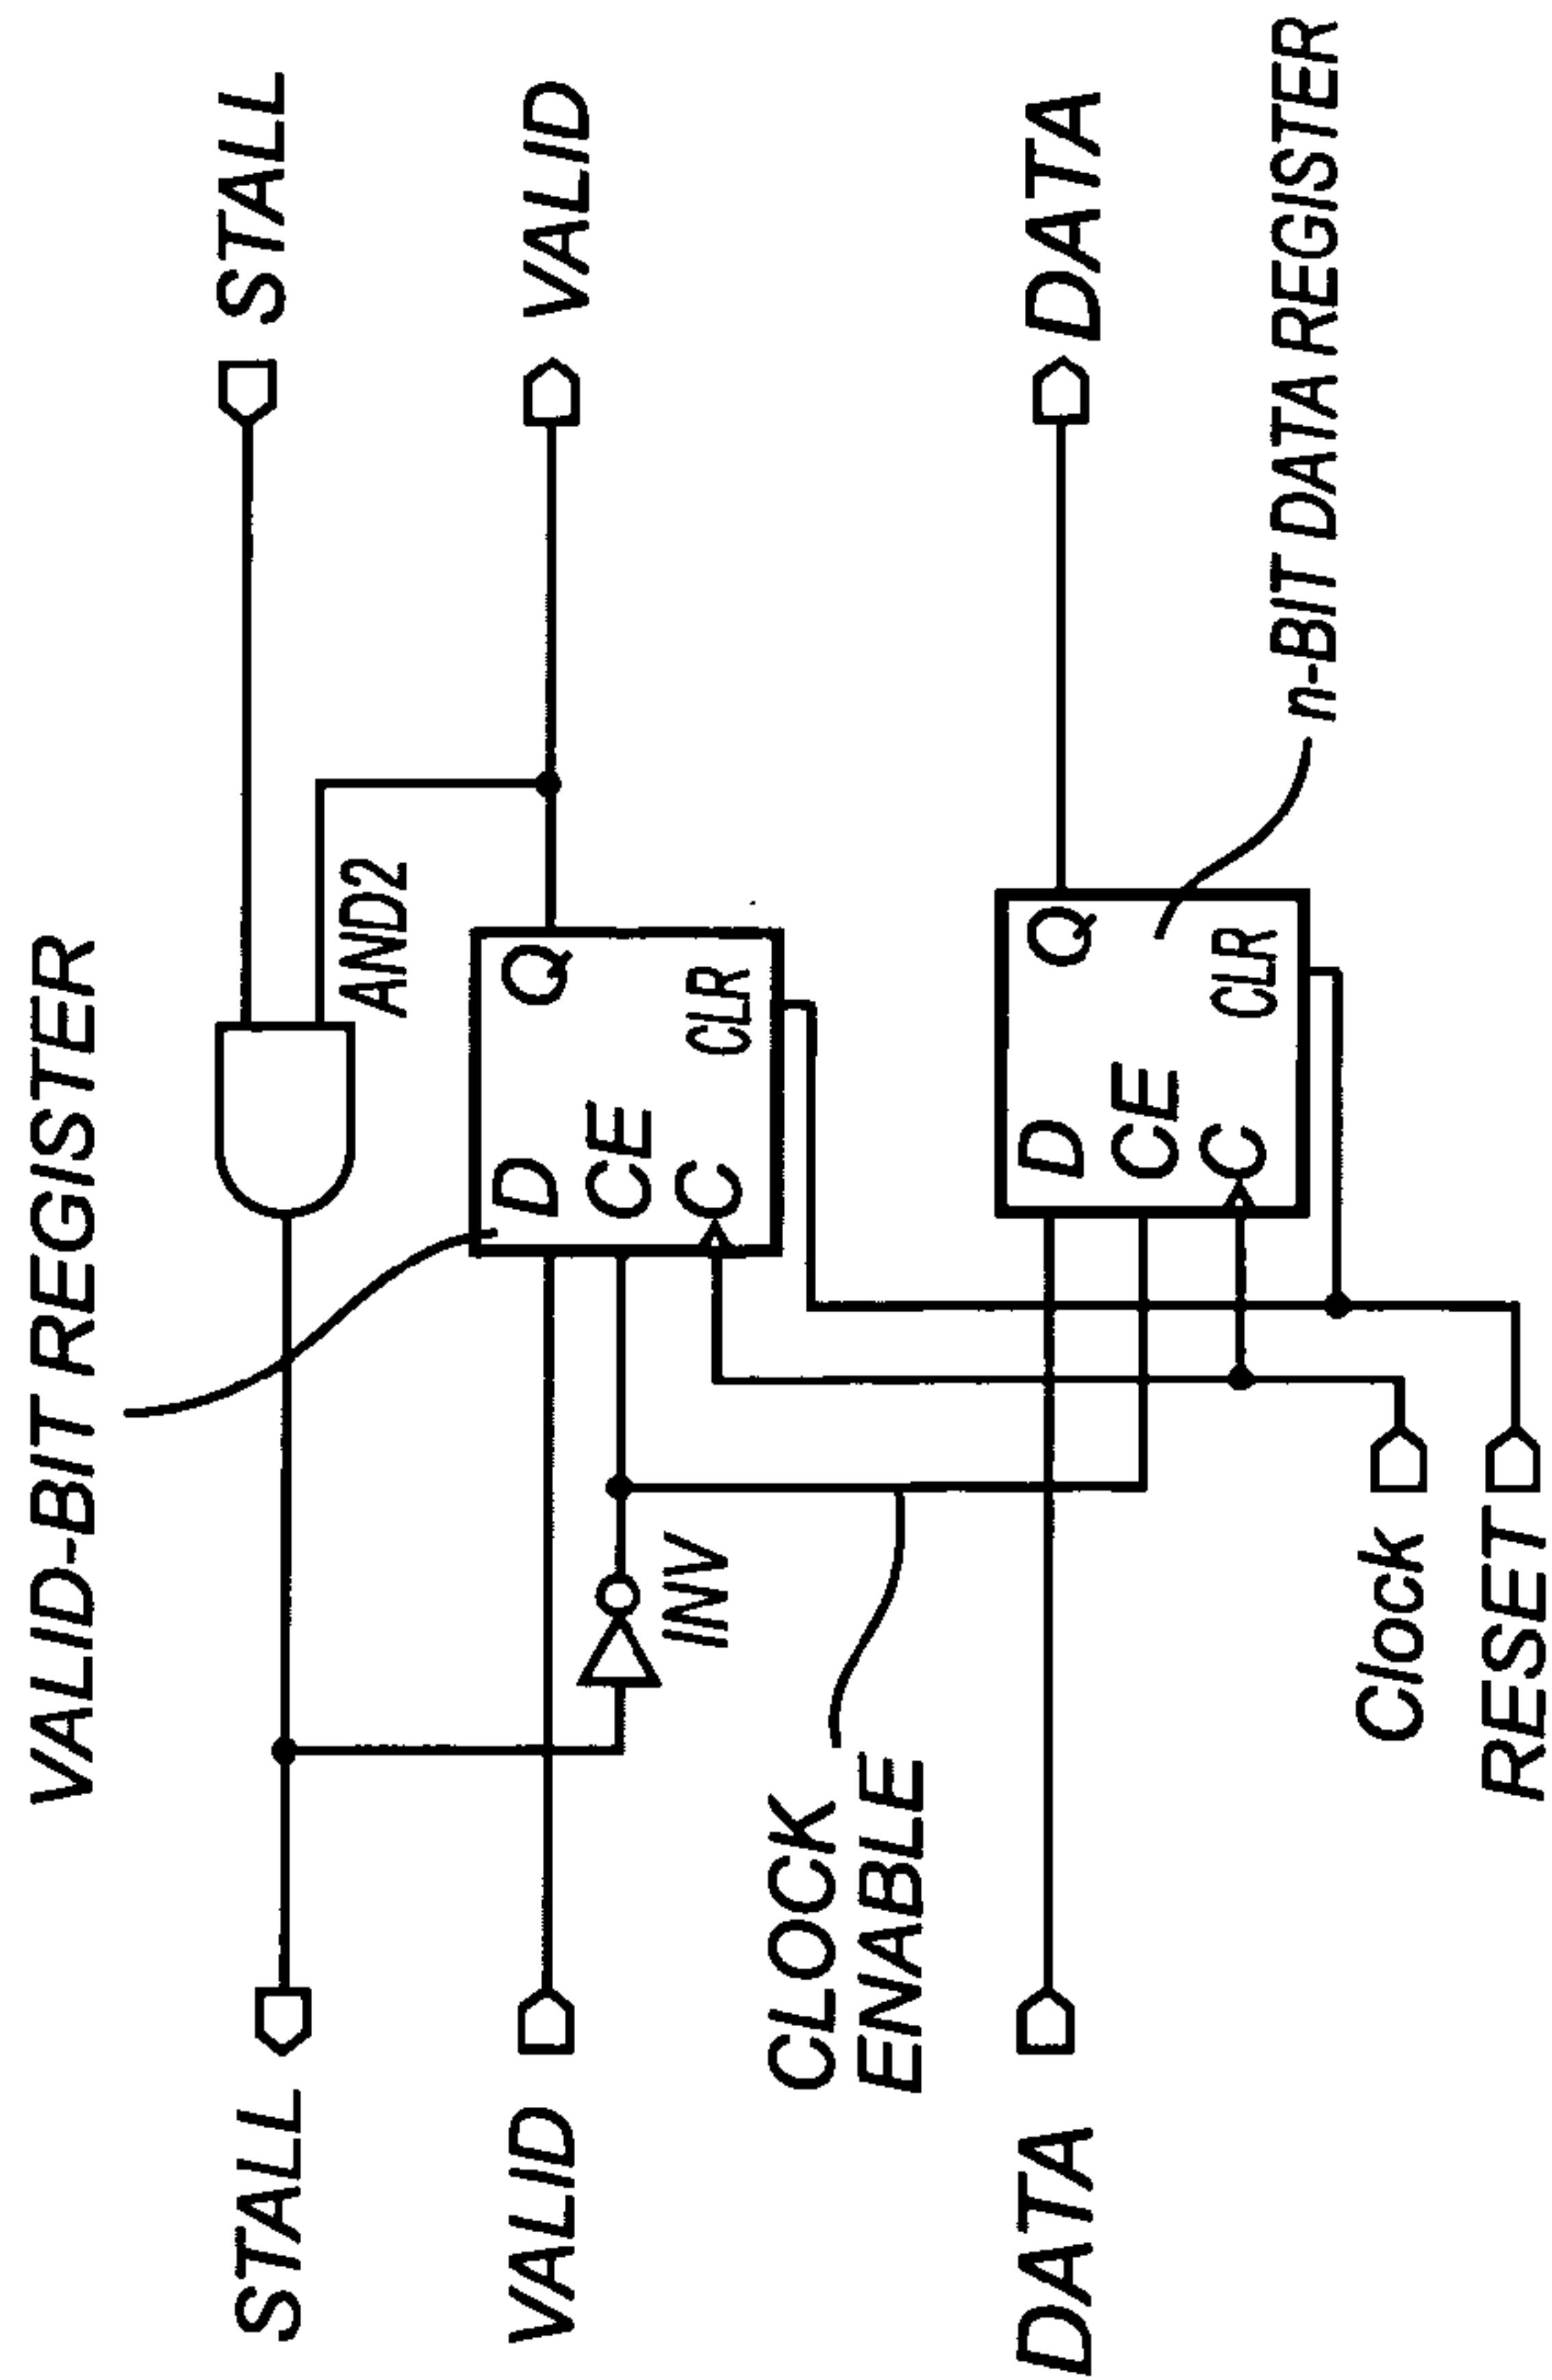 VALID-BIT REGISTER
STALL
STALL
AND2
VALID
D
Q
VALID
CE
INV
C
CLR
CLOCK
ENABLE
DATA
D
Q
DATA
CE
C
CLR
n-BIT DATA REGISTER
Clock
RESET